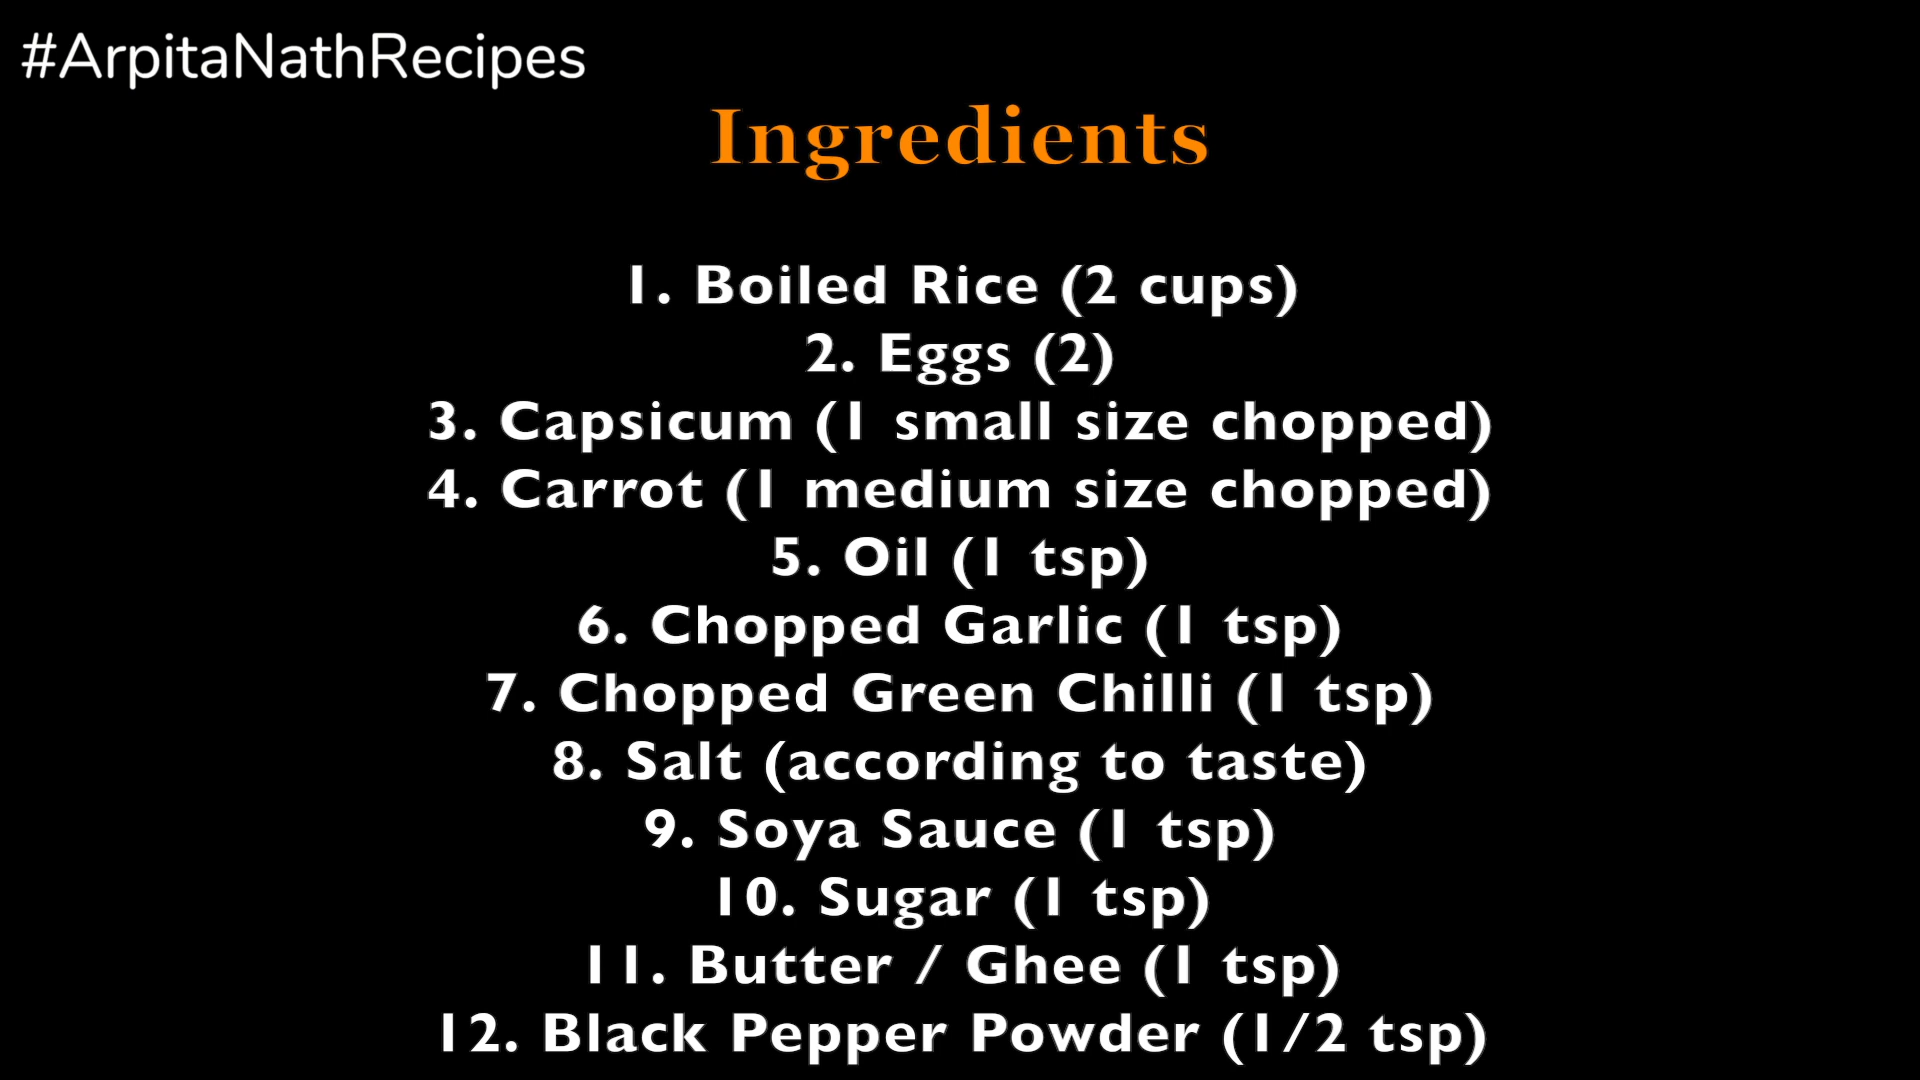 #ArpitaNathRecipes
Ingredients
1. Boiled Rice (2 cups)
2. Eggs (2)
3. Capsicum (1 small size chopped)
4. Carrot (1 medium size chopped)
5. Oil (1 tsp)
6. Chopped Garlic (1 tsp)
7. Chopped Green Chilli (1 tsp)
8. Salt (according to taste)
9. Soya Sauce (1 tsp)
10. Sugar (1 tsp)
11. Butter / Ghee (1 tsp)
12. Black Pepper Powder (1/2 tsp)